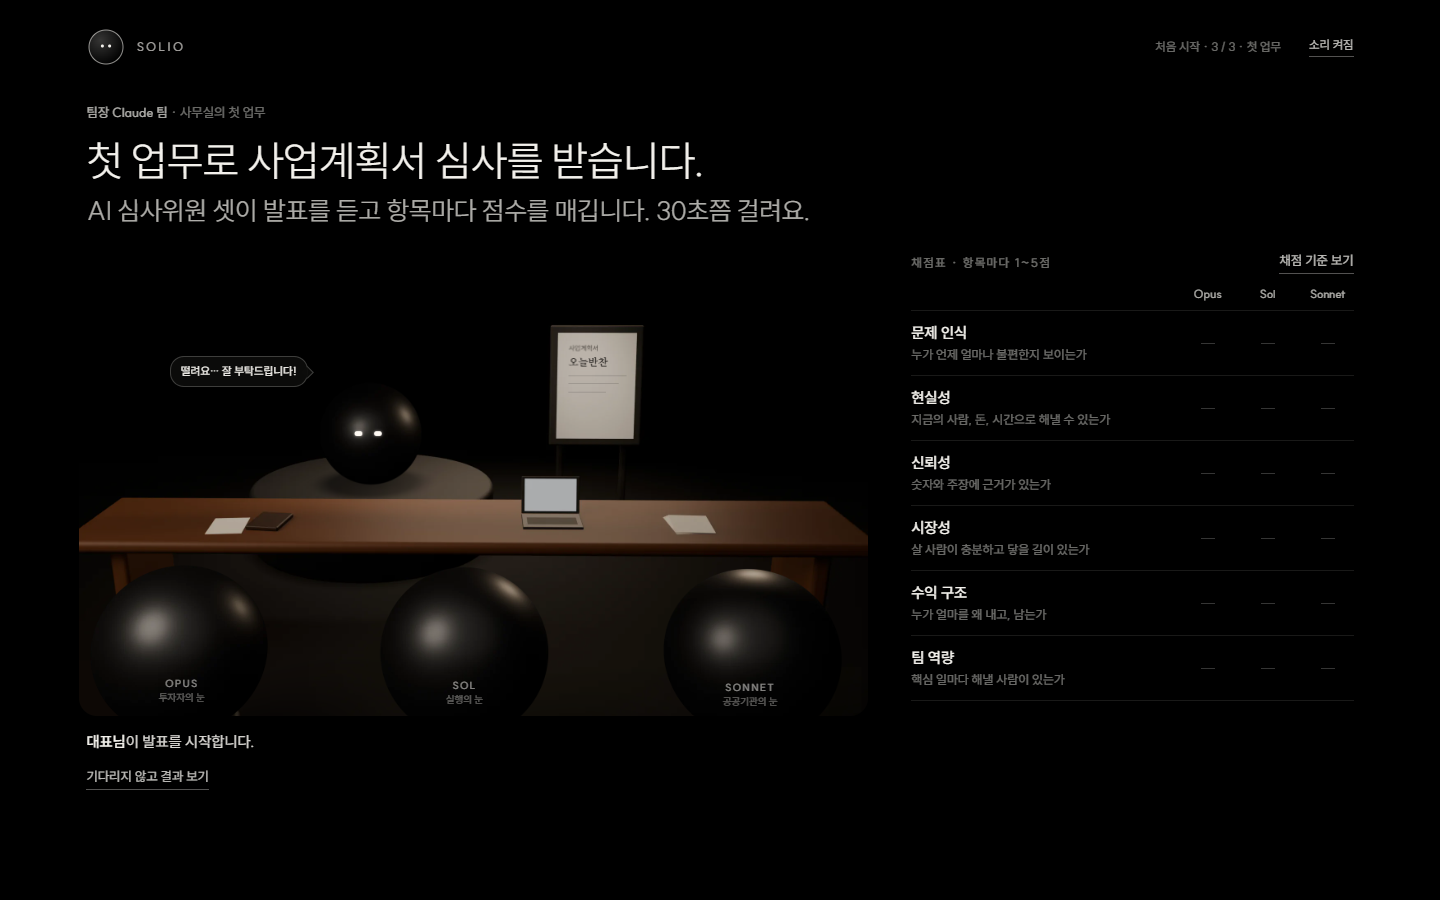 SOLIO
처음 시작 · 3 / 3 · 첫 업무
소리 켜짐
팀장 Claude 팀 · 사무실의 첫 업무
첫 업무로 사업계획서 심사를 받습니다.
AI 심사위원 셋이 발표를 듣고 항목마다 점수를 매깁니다. 30초쯤 걸려요.
떨려요… 잘 부탁드립니다!
사업계획서
오늘반찬
OPUS
투자자의 눈
SOL
실행의 눈
SONNET
공공기관의 눈
대표님이 발표를 시작합니다.
기다리지 않고 결과 보기
채점표 · 항목마다 1~5점
채점 기준 보기
Opus Sol Sonnet
문제 인식
누가 언제 얼마나 불편한지 보이는가
— — —
현실성
지금의 사람, 돈, 시간으로 해낼 수 있는가
— — —
신뢰성
숫자와 주장에 근거가 있는가
— — —
시장성
살 사람이 충분하고 닿을 길이 있는가
— — —
수익 구조
누가 얼마를 왜 내고, 남는가
— — —
팀 역량
핵심 일마다 해낼 사람이 있는가
— — —